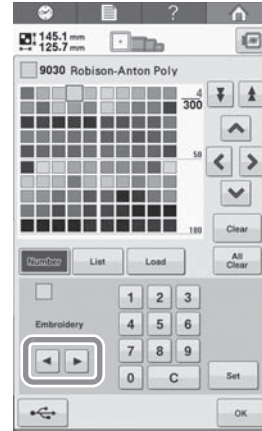 ?
145.1 mm
125.7 mm
9030 Robison-Anton Poly
4
300
50
100
Clear
Number
List
Load
All Clear
Embroidery
1 2 3
4 5 6
7 8 9
0 C
Set
OK